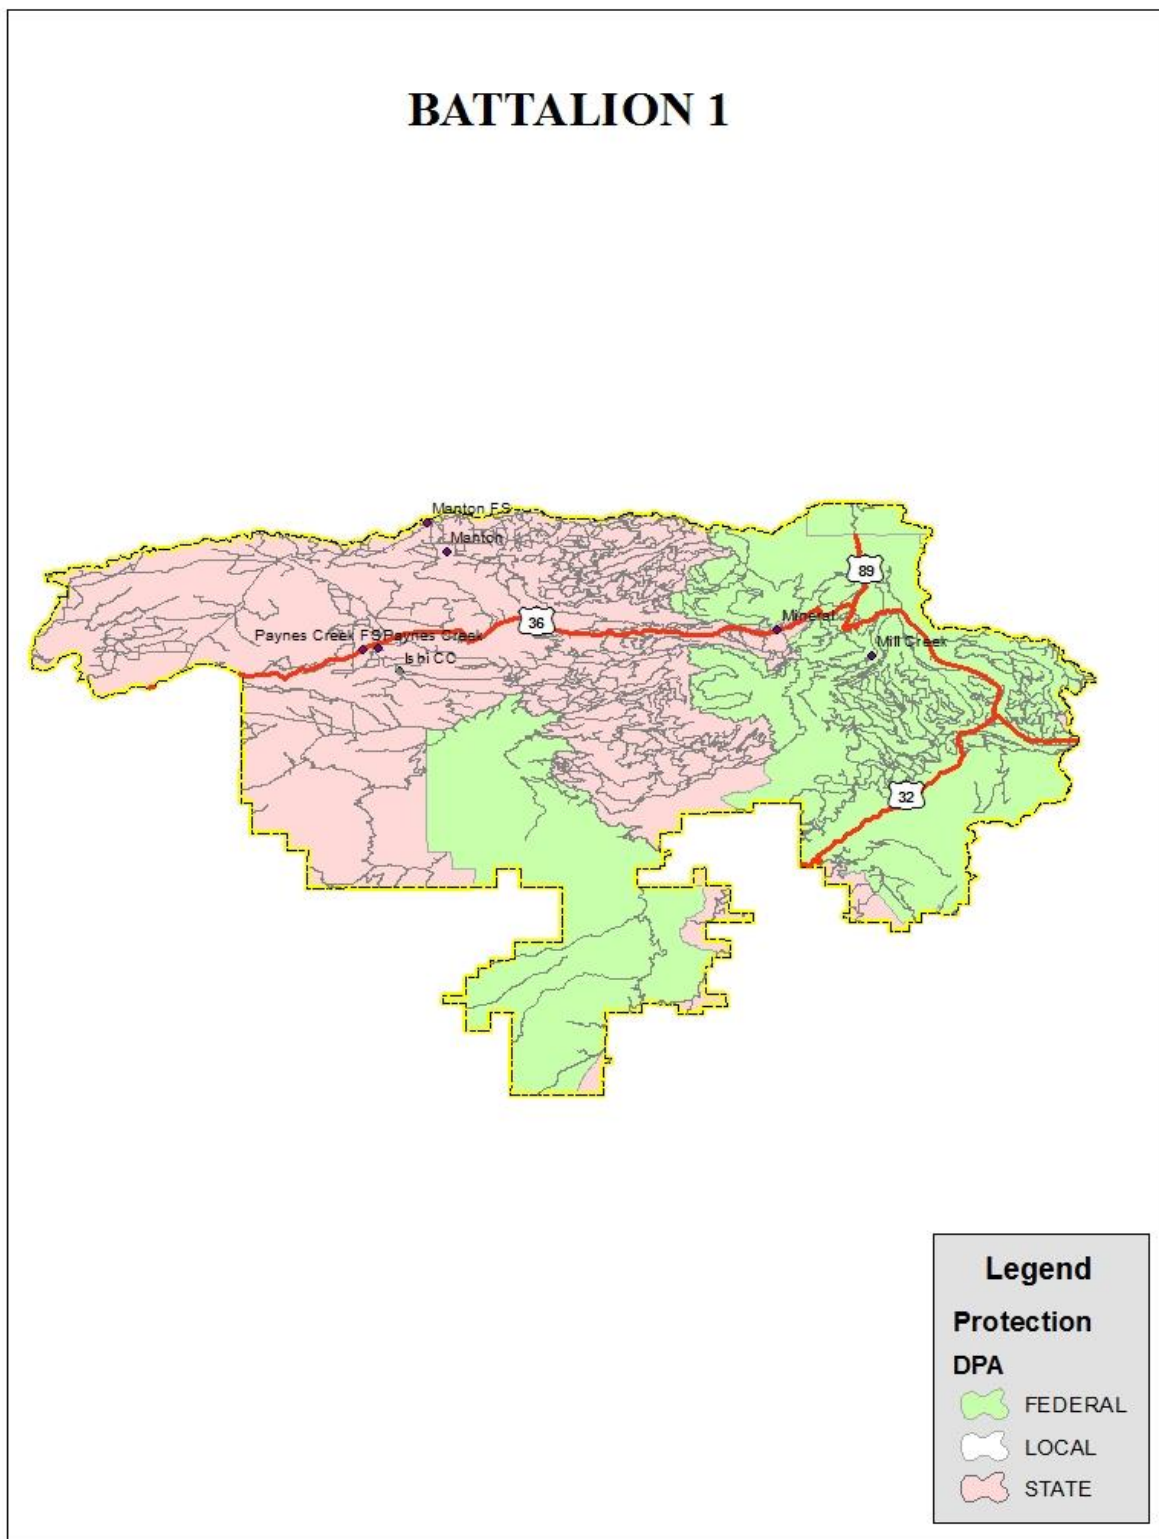 BATTALION 1
Manton FS
Manton
89
36
Mineral
Paynes Creek FS
Paynes Creek
Mill Creek
Ishi CC
32
Legend
Protection
DPA
FEDERAL
LOCAL
STATE